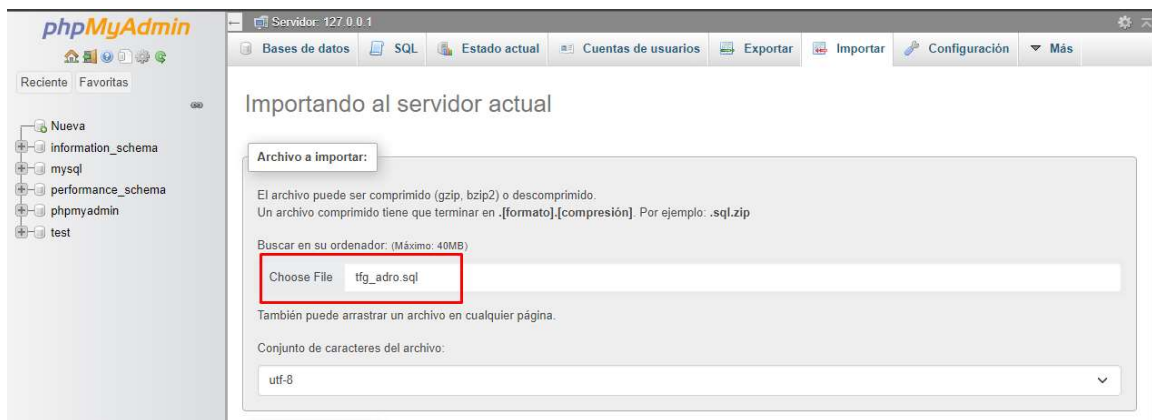 phpMyAdmin
Reciente Favoritas
Nueva
information_schema
mysql
performance_schema
phpmyadmin
test
Servidor: 127.0.0.1
Bases de datos SQL Estado actual Cuentas de usuarios Exportar Importar Configuración Más
Importando al servidor actual
Archivo a importar:
El archivo puede ser comprimido (gzip, bzip2) o descomprimido.
Un archivo comprimido tiene que terminar en .[formato].[compresión]. Por ejemplo: .sql.zip
Buscar en su ordenador: (Máximo: 40MB)
Choose File tfg_adro.sql
También puede arrastrar un archivo en cualquier página.
Conjunto de caracteres del archivo:
utf-8